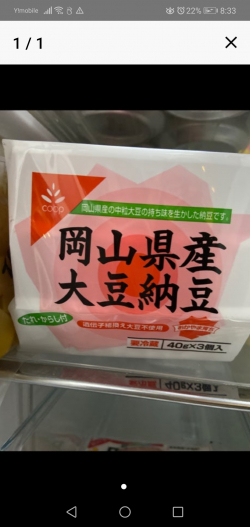 Y!mobile 22% 8:33
1 / 1
co・op
岡山県産の中粒大豆の持ち味を生かした納豆です。
岡山県産
大豆納豆
たれ・からし付
遺伝子組換え大豆不使用
要冷蔵 40g×3個入